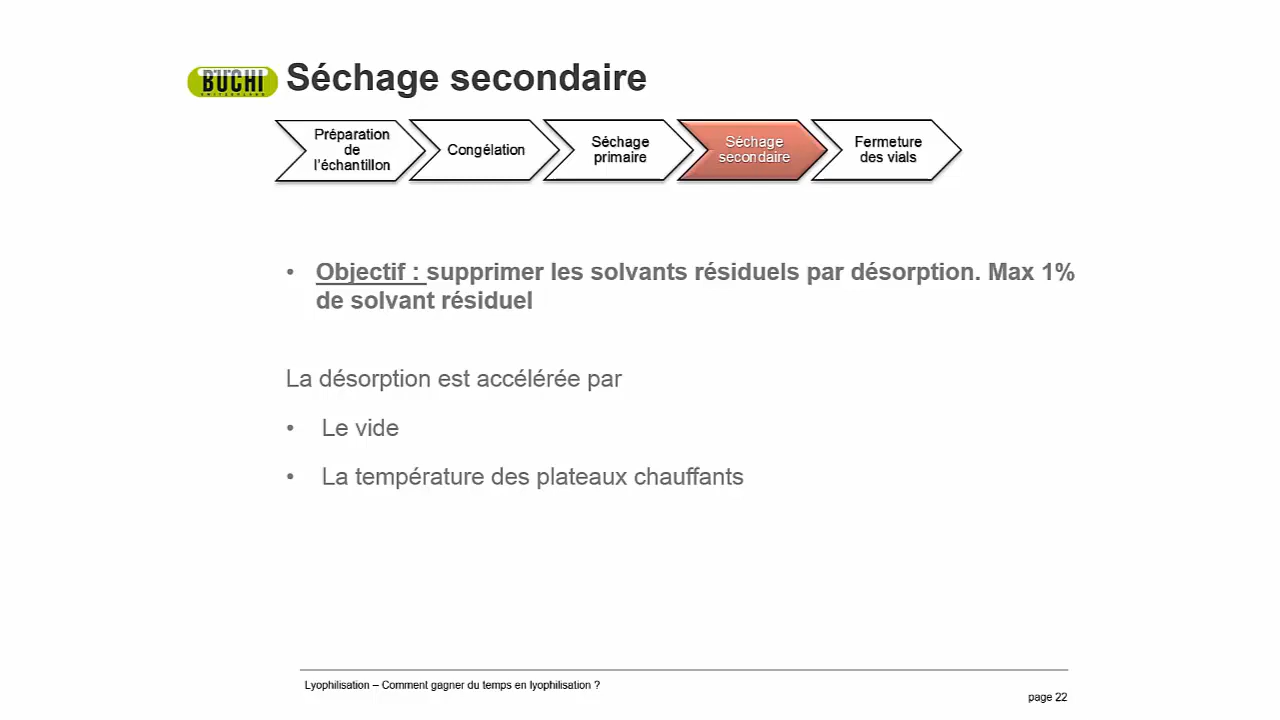 BÜCHI
SWITZERLAND
Séchage secondaire
Préparation
de
l'échantillon
Congélation
Séchage
primaire
Séchage
secondaire
Fermeture
des vials
• Objectif : supprimer les solvants résiduels par désorption. Max 1%
de solvant résiduel
La désorption est accélérée par
• Le vide
• La température des plateaux chauffants
Lyophilisation – Comment gagner du temps en lyophilisation ?
page 22